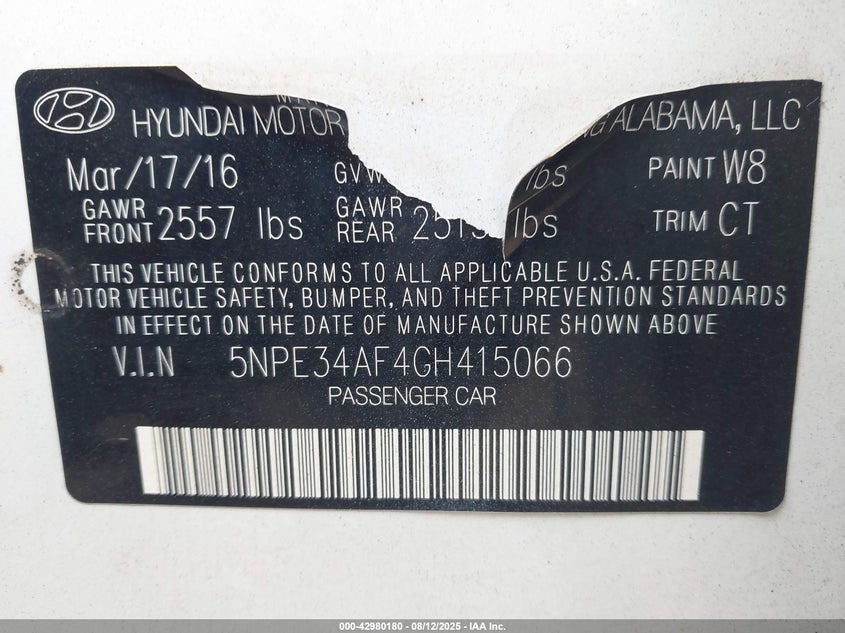 HYUNDAI MOTOR ALABAMA, LLC
Mar/17/16 GVW lbs PAINT W8
GAWR FRONT 2557 lbs GAWR REAR lbs TRIM CT
THIS VEHICLE CONFORMS TO ALL APPLICABLE U.S.A. FEDERAL
MOTOR VEHICLE SAFETY, BUMPER, AND THEFT PREVENTION STANDARDS
IN EFFECT ON THE DATE OF MANUFACTURE SHOWN ABOVE
V.I.N 5NPE34AF4GH415066
PASSENGER CAR
000-42980180 - 08/12/2025 - IAA Inc.